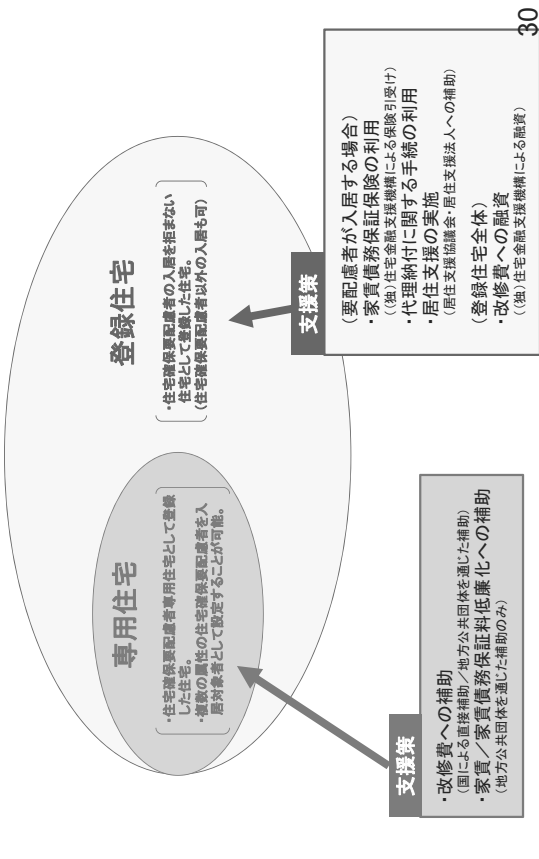 専用住宅
・住宅確保要配慮者専用住宅として登録
した住宅。
・複数の属性の住宅確保要配慮者を入
居対象者として設定することが可能。
登録住宅
・住宅確保要配慮者の入居を拒まない
住宅として登録した住宅。
(住宅確保要配慮者以外の入居も可)
支援策
・改修費への補助
(国による直接補助/地方公共団体を通じた補助)
・家賃/家賃債務保証料低廉化への補助
(地方公共団体を通じた補助のみ)
支援策
(要配慮者が入居する場合)
・家賃債務保証保険の利用
((独)住宅金融支援機構による保険引受け)
・代理納付に関する手続の利用
・居住支援の実施
(居住支援協議会・居住支援法人への補助)
(登録住宅全体)
・改修費への融資
((独)住宅金融支援機構による融資)
30